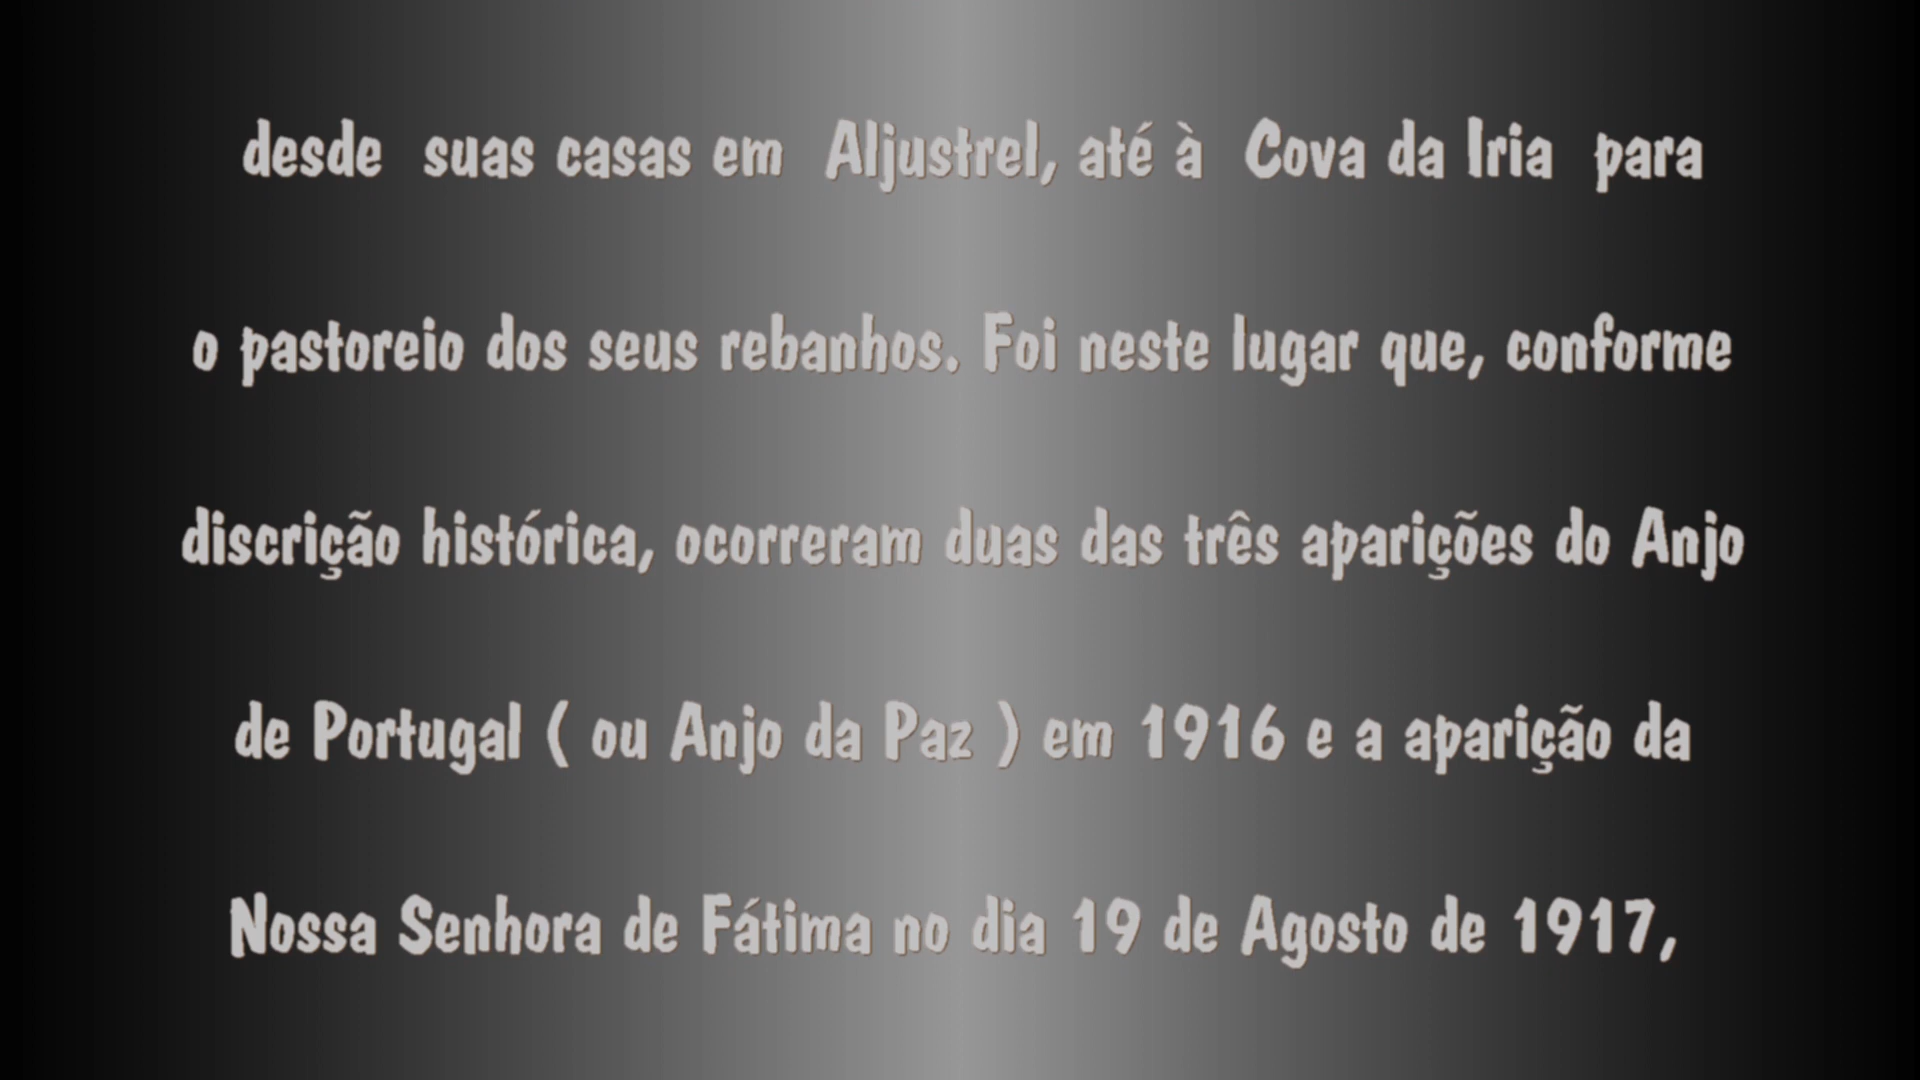 desde suas casas em Aljustrel, até à Cova da Iria para
o pastoreio dos seus rebanhos. Foi neste lugar que, conforme
discrição histórica, ocorreram duas das três aparições do Anjo
de Portugal ( ou Anjo da Paz ) em 1916 e a aparição da
Nossa Senhora de Fátima no dia 19 de Agosto de 1917,